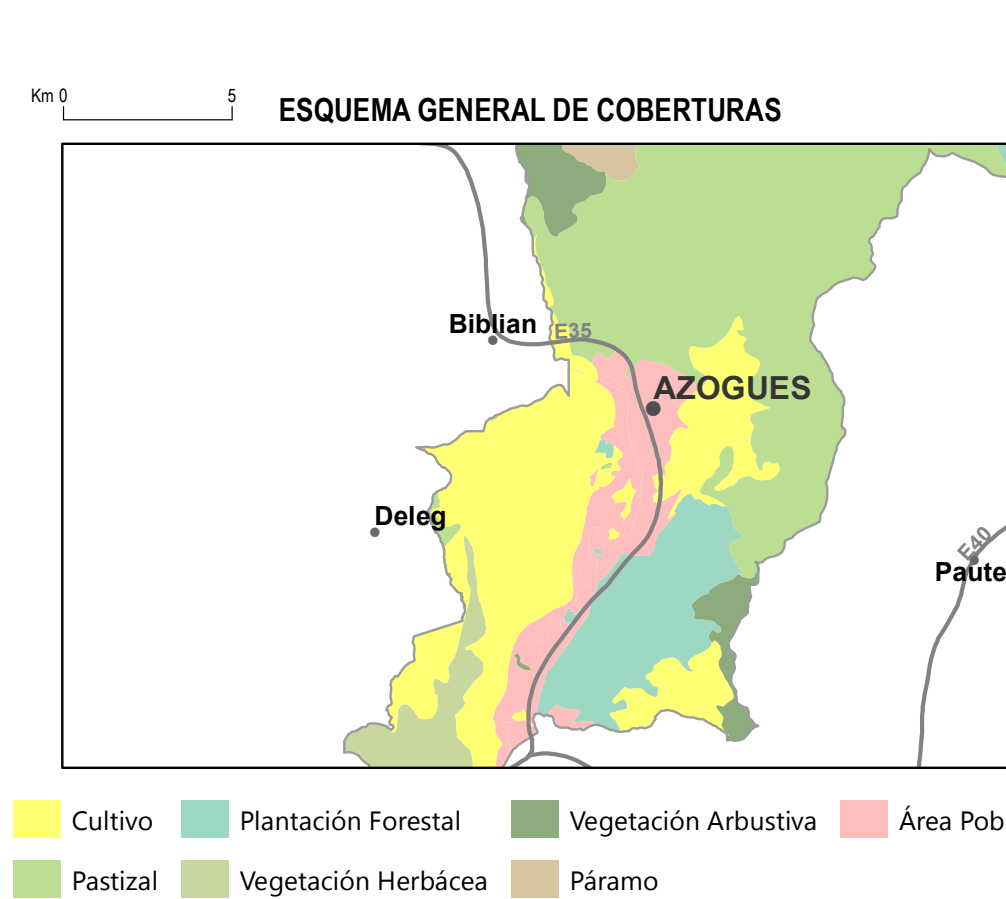 Km 0 5
ESQUEMA GENERAL DE COBERTURAS
Biblian
E35
AZOGUES
Deleg
E40
Paute
Cultivo
Plantación Forestal
Vegetación Arbustiva
Área Pob
Pastizal
Vegetación Herbácea
Páramo